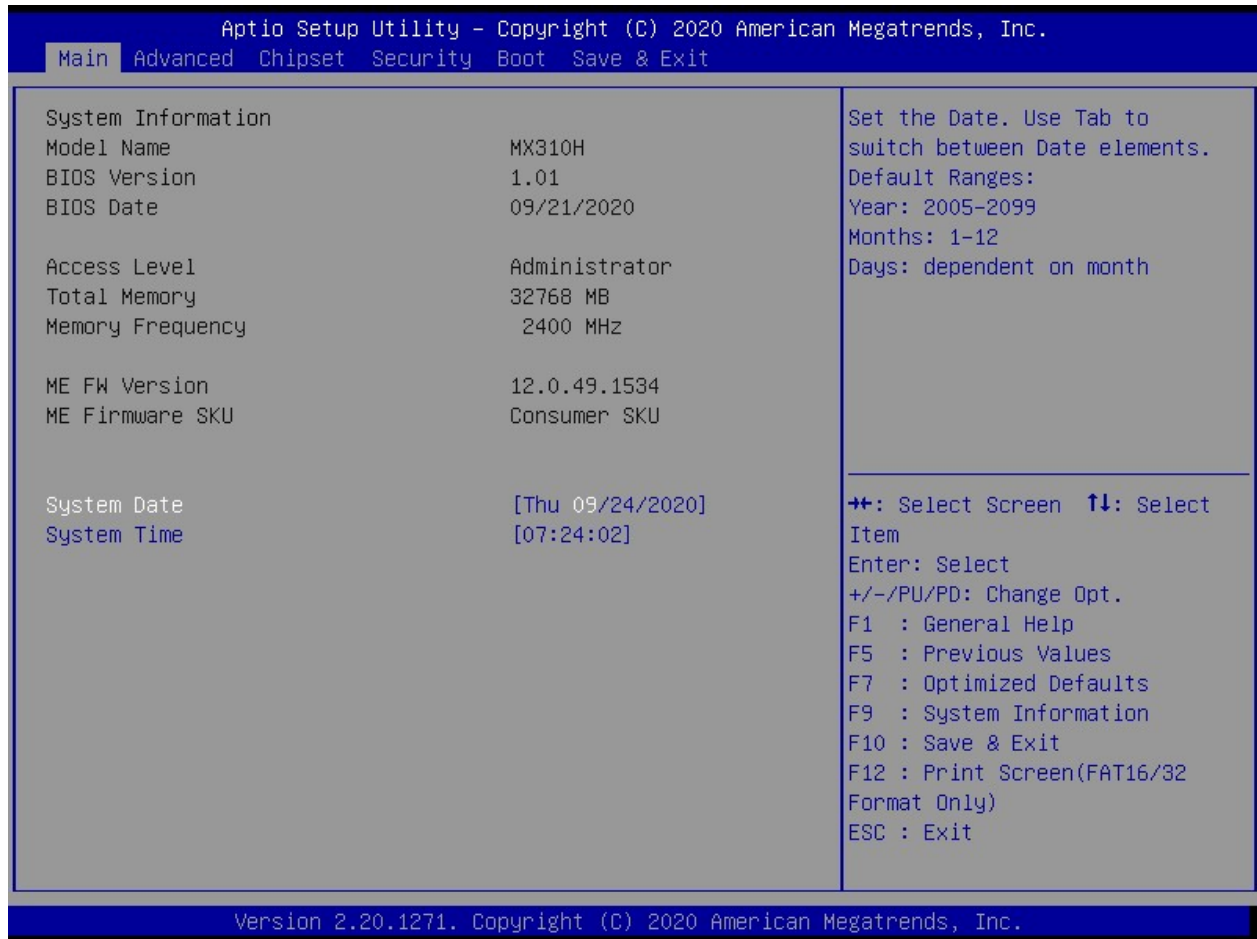 Aptio Setup Utility – Copyright (C) 2020 American Megatrends, Inc.
Main Advanced Chipset Security Boot Save & Exit
System Information
Model Name MX310H
BIOS Version 1.01
BIOS Date 09/21/2020
Access Level Administrator
Total Memory 32768 MB
Memory Frequency 2400 MHz
ME FW Version 12.0.49.1534
ME Firmware SKU Consumer SKU
System Date [Thu 09/24/2020]
System Time [07:24:02]
Set the Date. Use Tab to
switch between Date elements.
Default Ranges:
Year: 2005-2099
Months: 1-12
Days: dependent on month
→←: Select Screen ↑↓: Select
Item
Enter: Select
+/-/PU/PD: Change Opt.
F1 : General Help
F5 : Previous Values
F7 : Optimized Defaults
F9 : System Information
F10 : Save & Exit
F12 : Print Screen(FAT16/32
Format Only)
ESC : Exit
Version 2.20.1271. Copyright (C) 2020 American Megatrends, Inc.